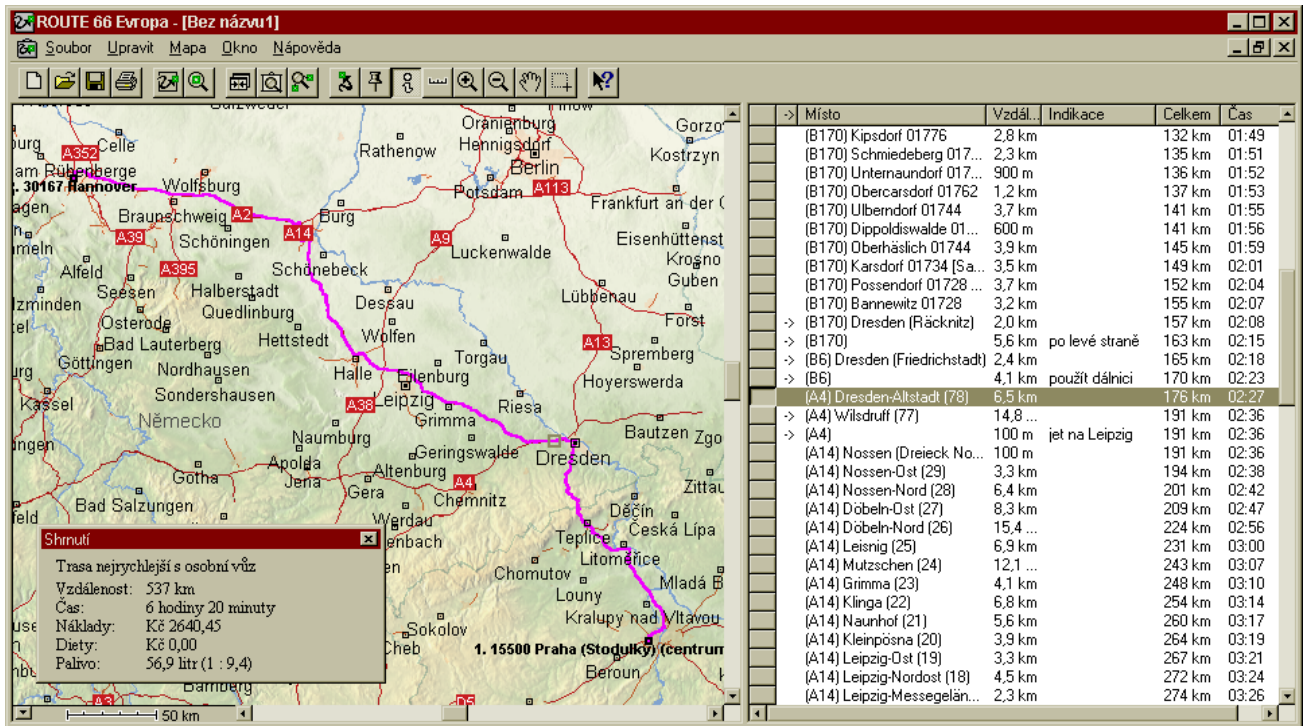 ROUTE 66 Evropa - [Bez názvu1]
Soubor Upravit Mapa Okno Nápověda
Oranienburg
Gorzo
Hennigsdorf
Rathenow
Kostrzyn
Berlin
Celle
A352
am Rübenberge
30167 Hannover
Wolfsburg
Potsdam
A113
Frankfurt an der (
Braunschweig
A2
Burg
A14
A39
Schöningen
A9
Luckenwalde
Eisenhüttenst
Krosno
Alfeld
A395
Schönebeck
Guben
Seesen
Halberstadt
lzminden
Quedlinburg
Dessau
Lübbenau
Osterode
Forst
Hettstedt
Wolfen
Bad Lauterberg
A13
Spremberg
Göttingen
Torgau
Nordhausen
Halle
Eilenburg
Hoyerswerda
Sondershausen
Kassel
A38
Leipzig
Riesa
Německo
Grimma
Bautzen
Zgo
Naumburg
Geringswalde
Dresden
Apolda
Altenburg
Gotha
Jena
Gera
A4
Chemnitz
Zittau
Bad Salzungen
Děčín
Werdau
Česká Lípa
Teplice
enbach
Litoměřice
Chomutov
Mladá B
Louny
Kralupy nad Vltavou
Sokolov
Cheb
1. 15500 Praha (Stodulky) (centrum
Beroun
Bamberg
A3
D5
50 km
Shrnutí
Trasa nejrychlejší s osobní vůz
Vzdálenost: 537 km
Čas: 6 hodiny 20 minuty
Náklady: Kč 2640,45
Diety: Kč 0,00
Palivo: 56,9 litr (1 : 9,4)
-> Místo Vzdál... Indikace Celkem Čas
(B170) Kipsdorf 01776 2,8 km 132 km 01:49
(B170) Schmiedeberg 017... 2,3 km 135 km 01:51
(B170) Unternaundorf 017... 900 m 136 km 01:52
(B170) Obercarsdorf 01762 1,2 km 137 km 01:53
(B170) Ulberndorf 01744 3,7 km 141 km 01:55
(B170) Dippoldiswalde 01... 600 m 141 km 01:56
(B170) Oberhäslich 01744 3,9 km 145 km 01:59
(B170) Karsdorf 01734 [Sa... 3,5 km 149 km 02:01
(B170) Possendorf 01728 ... 3,7 km 152 km 02:04
(B170) Bannewitz 01728 3,2 km 155 km 02:07
-> (B170) Dresden (Räcknitz) 2,0 km 157 km 02:08
-> (B170) 5,6 km po levé straně 163 km 02:15
-> (B6) Dresden (Friedrichstadt) 2,4 km 165 km 02:18
-> (B6) 4,1 km použít dálnici 170 km 02:23
(A4) Dresden-Altstadt (78) 6,5 km 176 km 02:27
-> (A4) Wilsdruff (77) 14,8 ... 191 km 02:36
-> (A4) 100 m jet na Leipzig 191 km 02:36
(A14) Nossen (Dreieck No... 100 m 191 km 02:36
(A14) Nossen-Ost (29) 3,3 km 194 km 02:38
(A14) Nossen-Nord (28) 6,4 km 201 km 02:42
(A14) Döbeln-Ost (27) 8,3 km 209 km 02:47
(A14) Döbeln-Nord (26) 15,4 ... 224 km 02:56
(A14) Leisnig (25) 6,9 km 231 km 03:00
(A14) Mutzschen (24) 12,1 ... 243 km 03:07
(A14) Grimma (23) 4,1 km 248 km 03:10
(A14) Klinga (22) 6,8 km 254 km 03:14
(A14) Naunhof (21) 5,6 km 260 km 03:17
(A14) Kleinpösna (20) 3,9 km 264 km 03:19
(A14) Leipzig-Ost (19) 3,3 km 267 km 03:21
(A14) Leipzig-Nordost (18) 4,5 km 272 km 03:24
(A14) Leipzig-Messegelän... 2,3 km 274 km 03:26